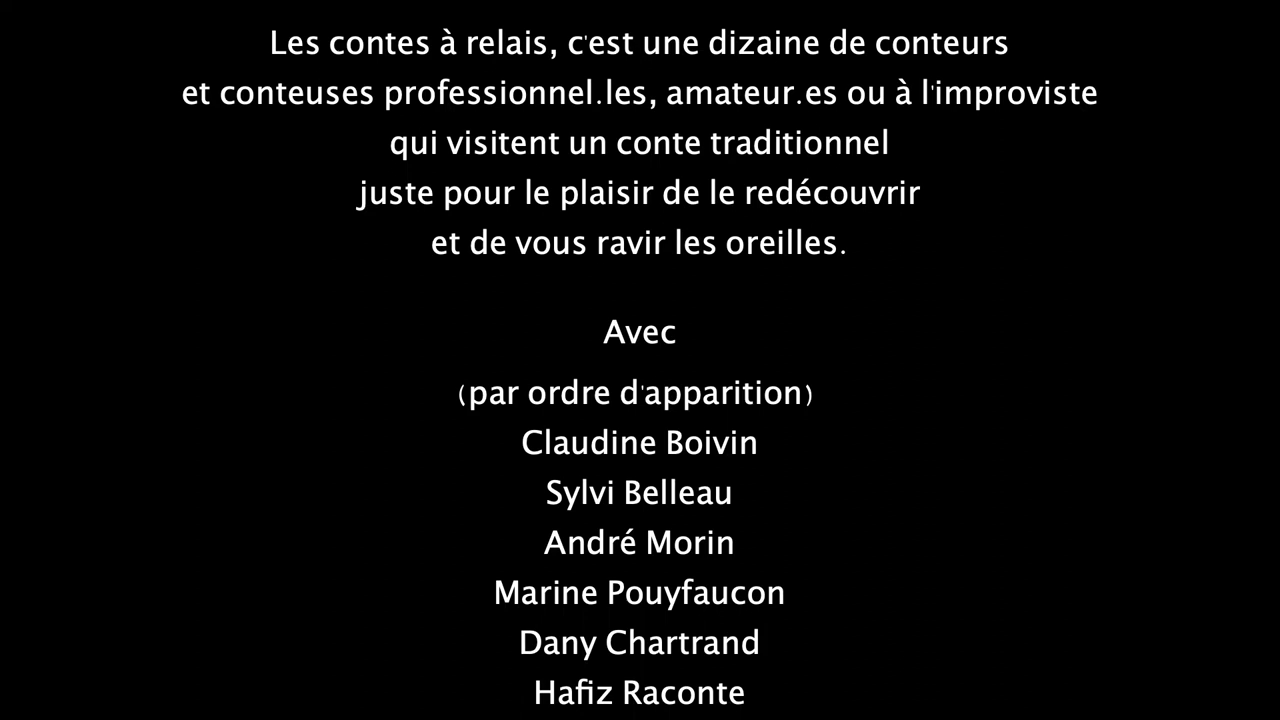 Les contes à relais, c'est une dizaine de conteurs
et conteuses professionnel.les, amateur.es ou à l'improviste
qui visitent un conte traditionnel
juste pour le plaisir de le redécouvrir
et de vous ravir les oreilles.
Avec
(par ordre d'apparition)
Claudine Boivin
Sylvi Belleau
André Morin
Marine Pouyfaucon
Dany Chartrand
Hafiz Raconte